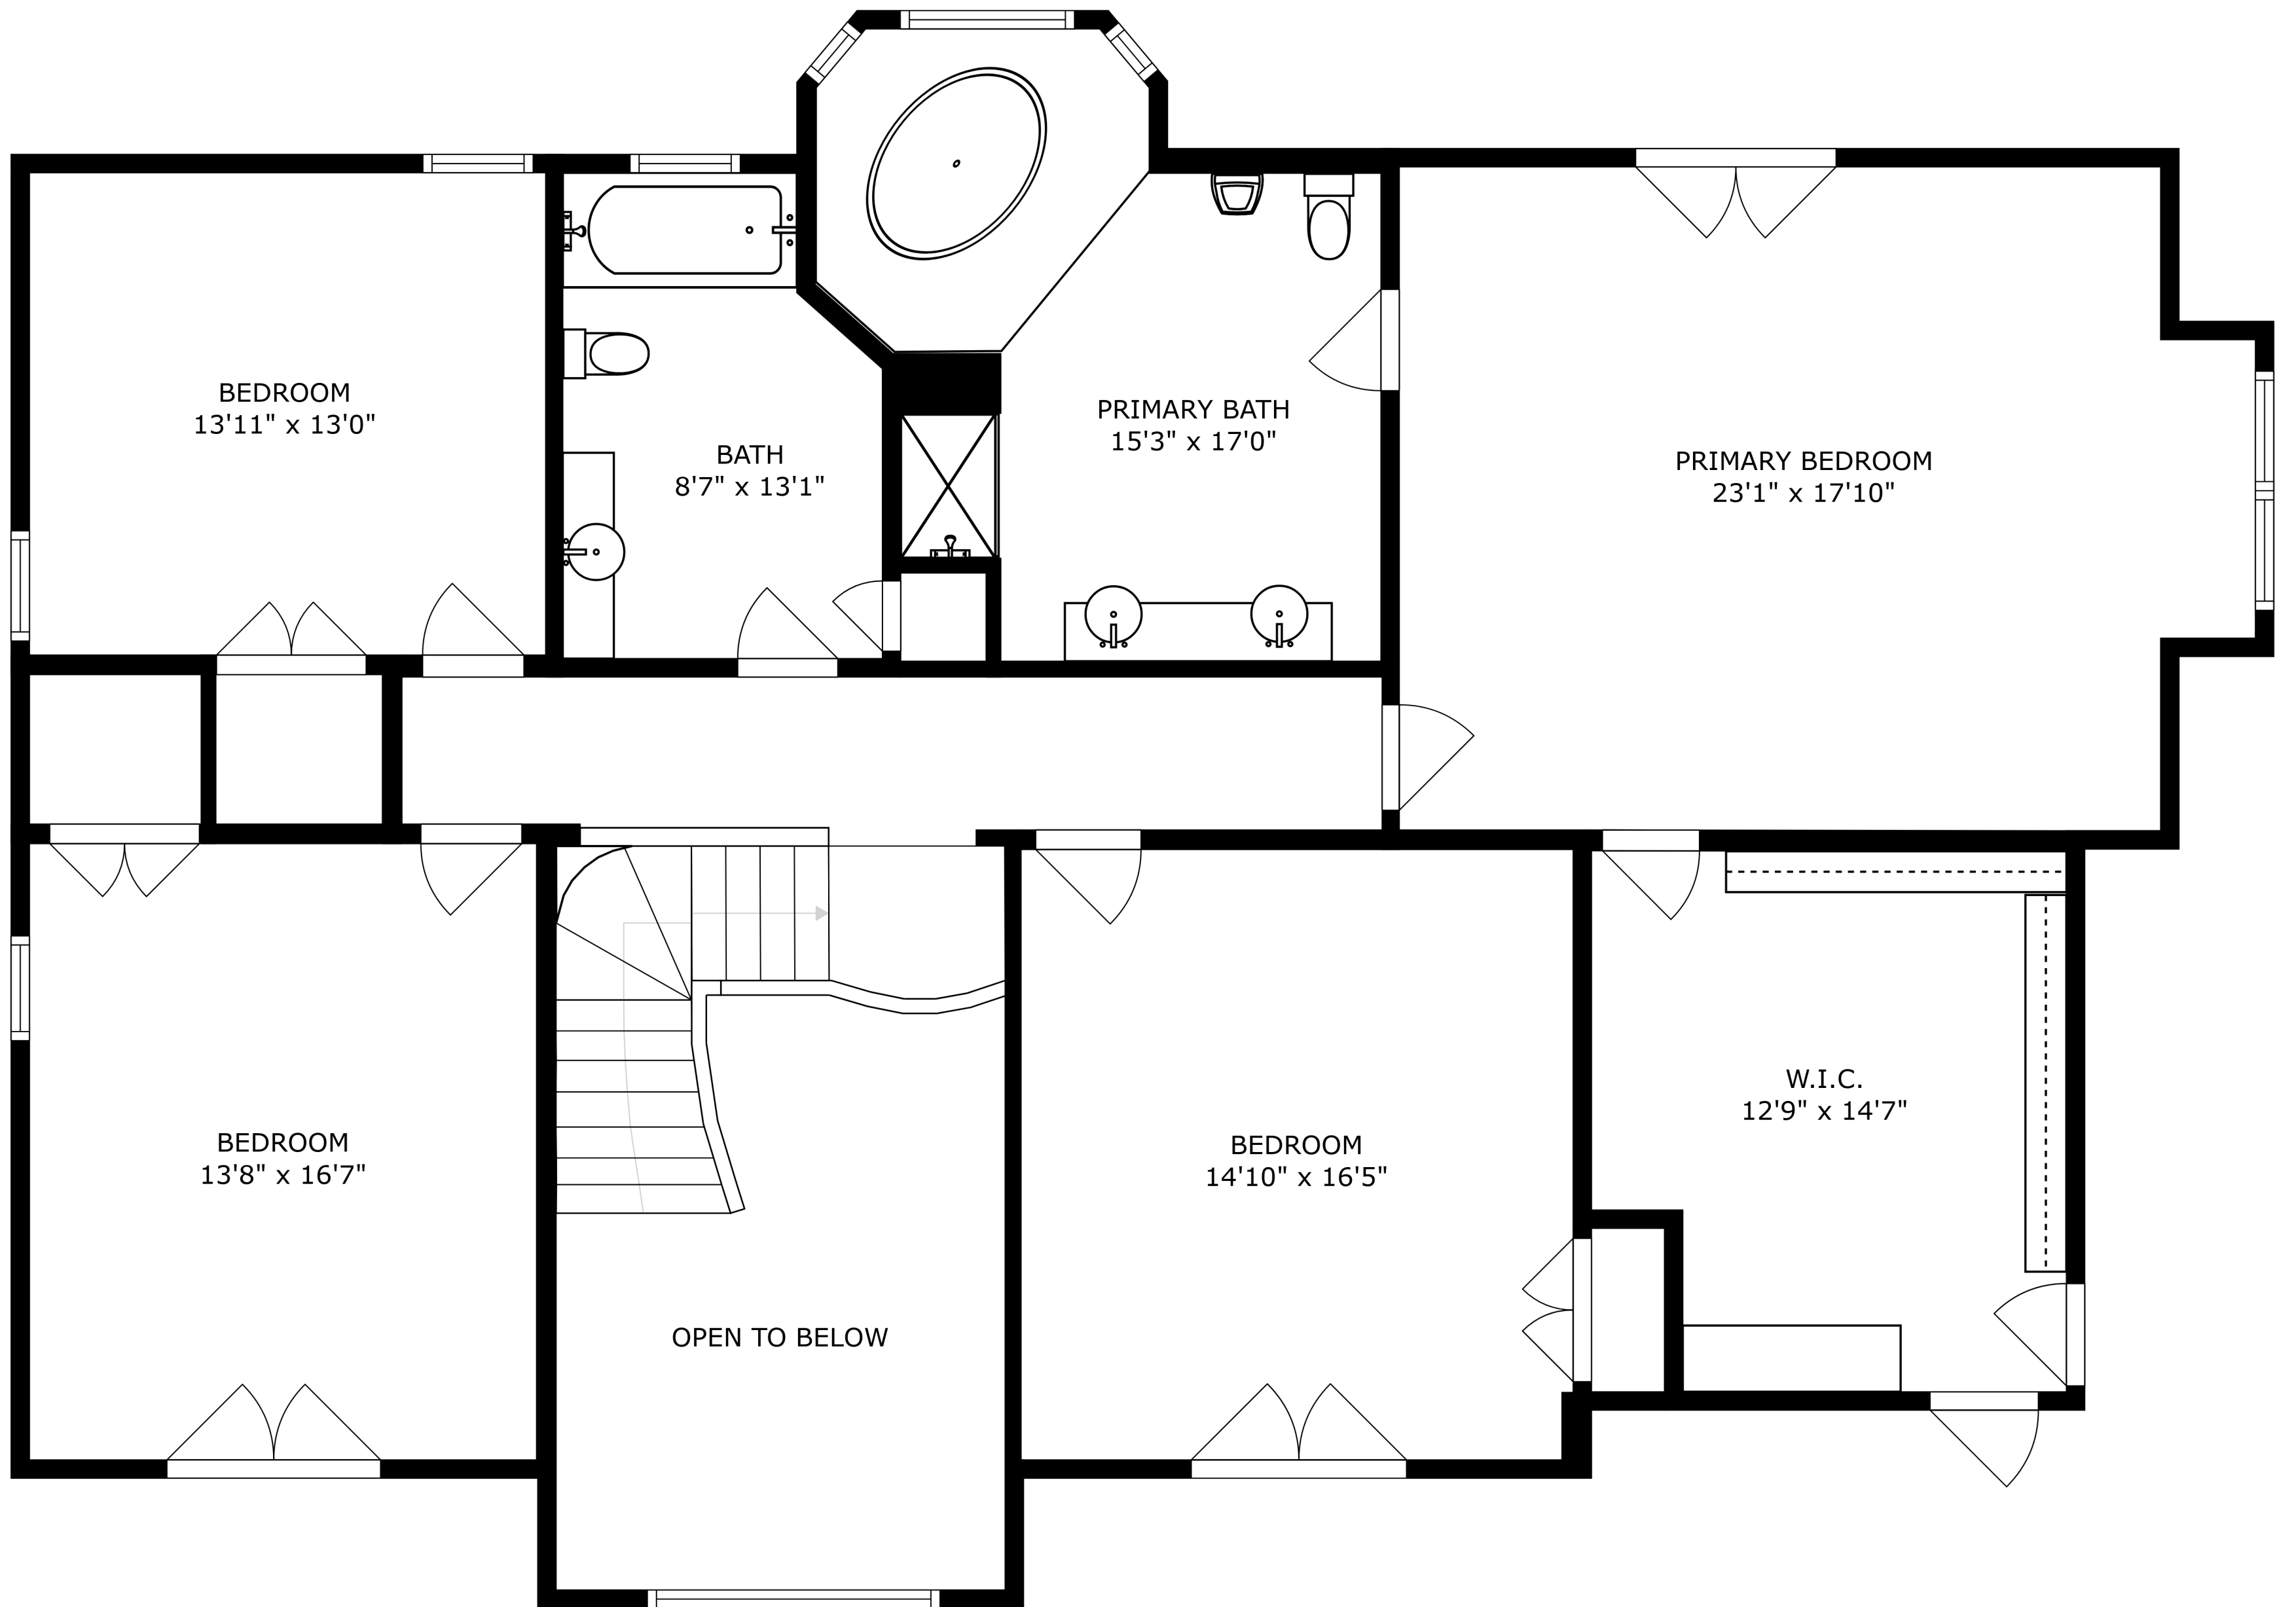 BEDROOM
13'11" x 13'0"
BATH
8'7" x 13'1"
PRIMARY BATH
15'3" x 17'0"
PRIMARY BEDROOM
23'1" x 17'10"
BEDROOM
13'8" x 16'7"
OPEN TO BELOW
BEDROOM
14'10" x 16'5"
W.I.C.
12'9" x 14'7"